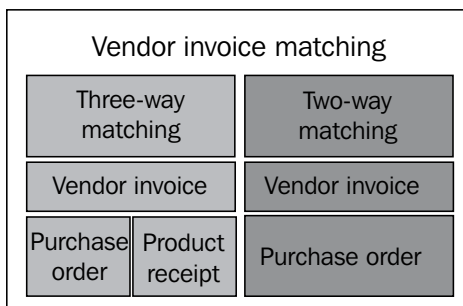 Vendor invoice matching
Three-way
matching
Two-way
matching
Vendor invoice
Vendor invoice
Purchase
order
Product
receipt
Purchase order